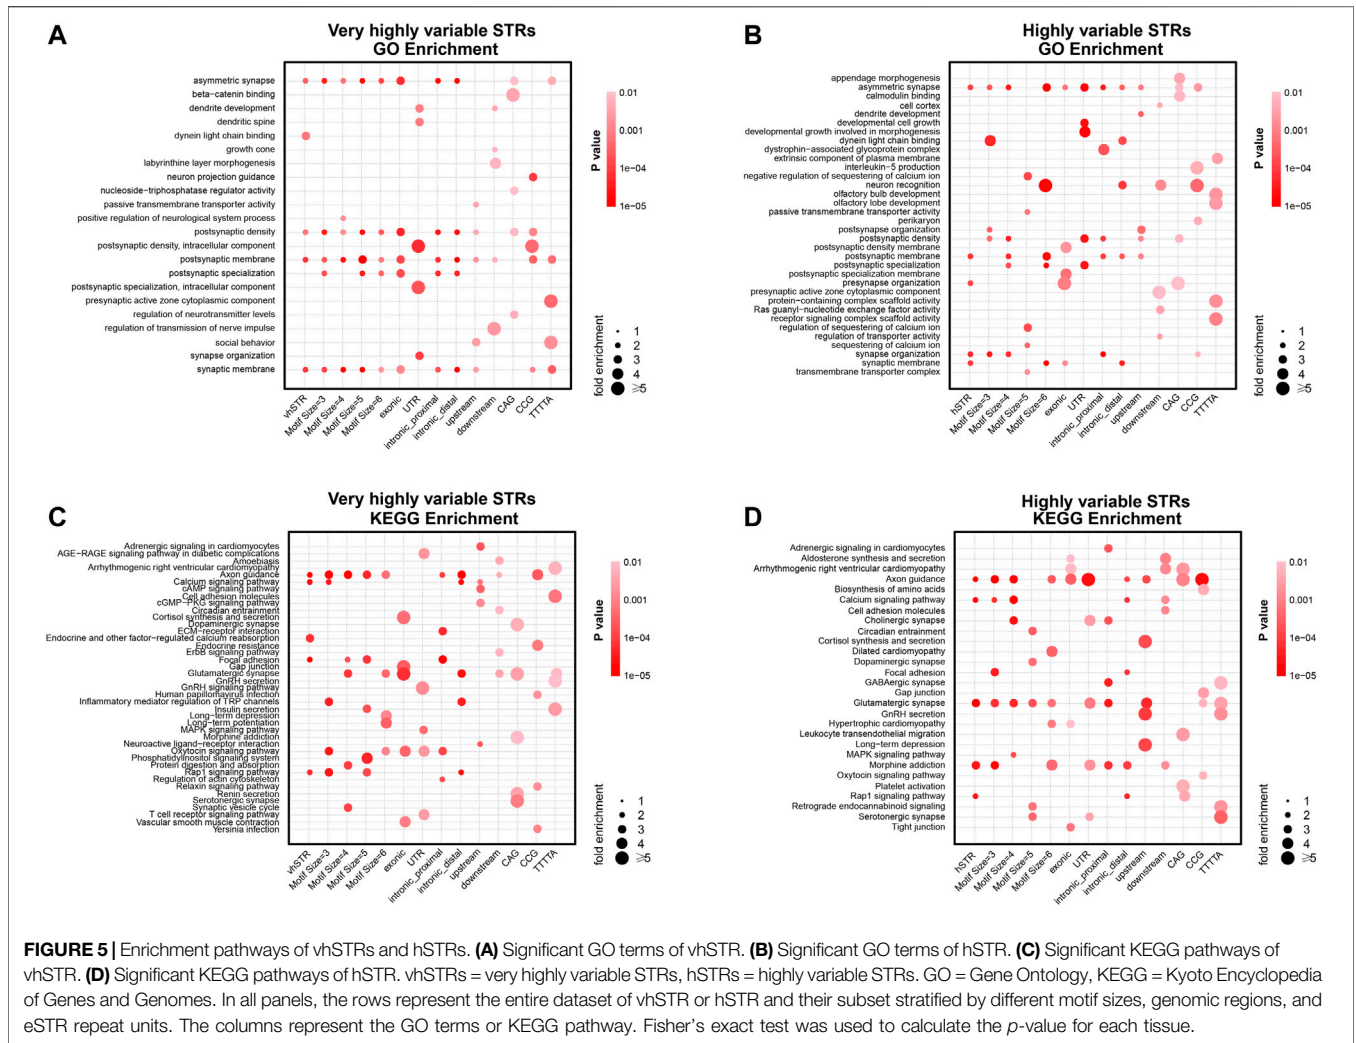 A
Very highly variable STRs
GO Enrichment
asymmetric synapse
beta−catenin binding
dendrite development
dendritic spine
dynein light chain binding
growth cone
labyrinthine layer morphogenesis
neuron projection guidance
nucleoside−triphosphatase regulator activity
passive transmembrane transporter activity
positive regulation of neurological system process
postsynaptic density
postsynaptic density, intracellular component
postsynaptic membrane
postsynaptic specialization
postsynaptic specialization, intracellular component
presynaptic active zone cytoplasmic component
regulation of neurotransmitter levels
regulation of transmission of nerve impulse
social behavior
synapse organization
synaptic membrane
vhSTR
Motif Size=3
Motif Size=4
Motif Size=5
Motif Size=6
exonic
UTR
intronic_proximal
intronic_distal
upstream
downstream
CAG
CCG
TTTTA
P value
0.01
0.001
1e−04
1e−05
fold enrichment
1
2
3
4
⩾5
B
Highly variable STRs
GO Enrichment
appendage morphogenesis
asymmetric synapse
calmodulin binding
cell cortex
dendrite development
developmental cell growth
developmental growth involved in morphogenesis
dynein light chain binding
dystrophin−associated glycoprotein complex
extrinsic component of plasma membrane
interleukin−5 production
negative regulation of sequestering of calcium ion
neuron recognition
olfactory bulb development
olfactory lobe development
passive transmembrane transporter activity
perikaryon
postsynapse organization
postsynaptic density
postsynaptic density membrane
postsynaptic membrane
postsynaptic specialization
postsynaptic specialization membrane
presynapse organization
presynaptic active zone cytoplasmic component
protein−containing complex scaffold activity
Ras guanyl−nucleotide exchange factor activity
receptor signaling complex scaffold activity
regulation of sequestering of calcium ion
regulation of transporter activity
sequestering of calcium ion
synapse organization
synaptic membrane
transmembrane transporter complex
hSTR
Motif Size=3
Motif Size=4
Motif Size=5
Motif Size=6
exonic
UTR
intronic_proximal
intronic_distal
upstream
downstream
CAG
CCG
TTTTA
P value
0.01
0.001
1e−04
1e−05
fold enrichment
1
2
3
4
⩾5
C
Very highly variable STRs
KEGG Enrichment
Adrenergic signaling in cardiomyocytes
AGE−RAGE signaling pathway in diabetic complications
Amoebiasis
Arrhythmogenic right ventricular cardiomyopathy
Axon guidance
Calcium signaling pathway
cAMP signaling pathway
Cell adhesion molecules
cGMP−PKG signaling pathway
Circadian entrainment
Cortisol synthesis and secretion
Dopaminergic synapse
ECM−receptor interaction
Endocrine and other factor−regulated calcium reabsorption
Endocrine resistance
ErbB signaling pathway
Focal adhesion
Gap junction
Glutamatergic synapse
GnRH secretion
GnRH signaling pathway
Human papillomavirus infection
Inflammatory mediator regulation of TRP channels
Insulin secretion
Long−term depression
Long−term potentiation
MAPK signaling pathway
Morphine addiction
Neuroactive ligand−receptor interaction
Oxytocin signaling pathway
Phosphatidylinositol signaling system
Protein digestion and absorption
Rap1 signaling pathway
Regulation of actin cytoskeleton
Relaxin signaling pathway
Renin secretion
Serotonergic synapse
Synaptic vesicle cycle
T cell receptor signaling pathway
Vascular smooth muscle contraction
Yersinia infection
vhSTR
Motif Size=3
Motif Size=4
Motif Size=5
Motif Size=6
exonic
UTR
intronic_proximal
intronic_distal
upstream
downstream
CAG
CCG
TTTTA
P value
0.01
0.001
1e−04
1e−05
fold enrichment
1
2
3
4
⩾5
D
Highly variable STRs
KEGG Enrichment
Adrenergic signaling in cardiomyocytes
Aldosterone synthesis and secretion
Arrhythmogenic right ventricular cardiomyopathy
Axon guidance
Biosynthesis of amino acids
Calcium signaling pathway
Cell adhesion molecules
Cholinergic synapse
Circadian entrainment
Cortisol synthesis and secretion
Dilated cardiomyopathy
Dopaminergic synapse
Focal adhesion
GABAergic synapse
Gap junction
Glutamatergic synapse
GnRH secretion
Hypertrophic cardiomyopathy
Leukocyte transendothelial migration
Long−term depression
MAPK signaling pathway
Morphine addiction
Oxytocin signaling pathway
Platelet activation
Rap1 signaling pathway
Retrograde endocannabinoid signaling
Serotonergic synapse
Tight junction
hSTR
Motif Size=3
Motif Size=4
Motif Size=5
Motif Size=6
exonic
UTR
intronic_proximal
intronic_distal
upstream
downstream
CAG
CCG
TTTTA
P value
0.01
0.001
1e−04
1e−05
fold enrichment
1
2
3
4
⩾5
FIGURE 5 | Enrichment pathways of vhSTRs and hSTRs. (A) Significant GO terms of vhSTR. (B) Significant GO terms of hSTR. (C) Significant KEGG pathways of
vhSTR. (D) Significant KEGG pathways of hSTR. vhSTRs = very highly variable STRs, hSTRs = highly variable STRs. GO = Gene Ontology, KEGG = Kyoto Encyclopedia
of Genes and Genomes. In all panels, the rows represent the entire dataset of vhSTR or hSTR and their subset stratified by different motif sizes, genomic regions, and
eSTR repeat units. The columns represent the GO terms or KEGG pathway. Fisher's exact test was used to calculate the p-value for each tissue.